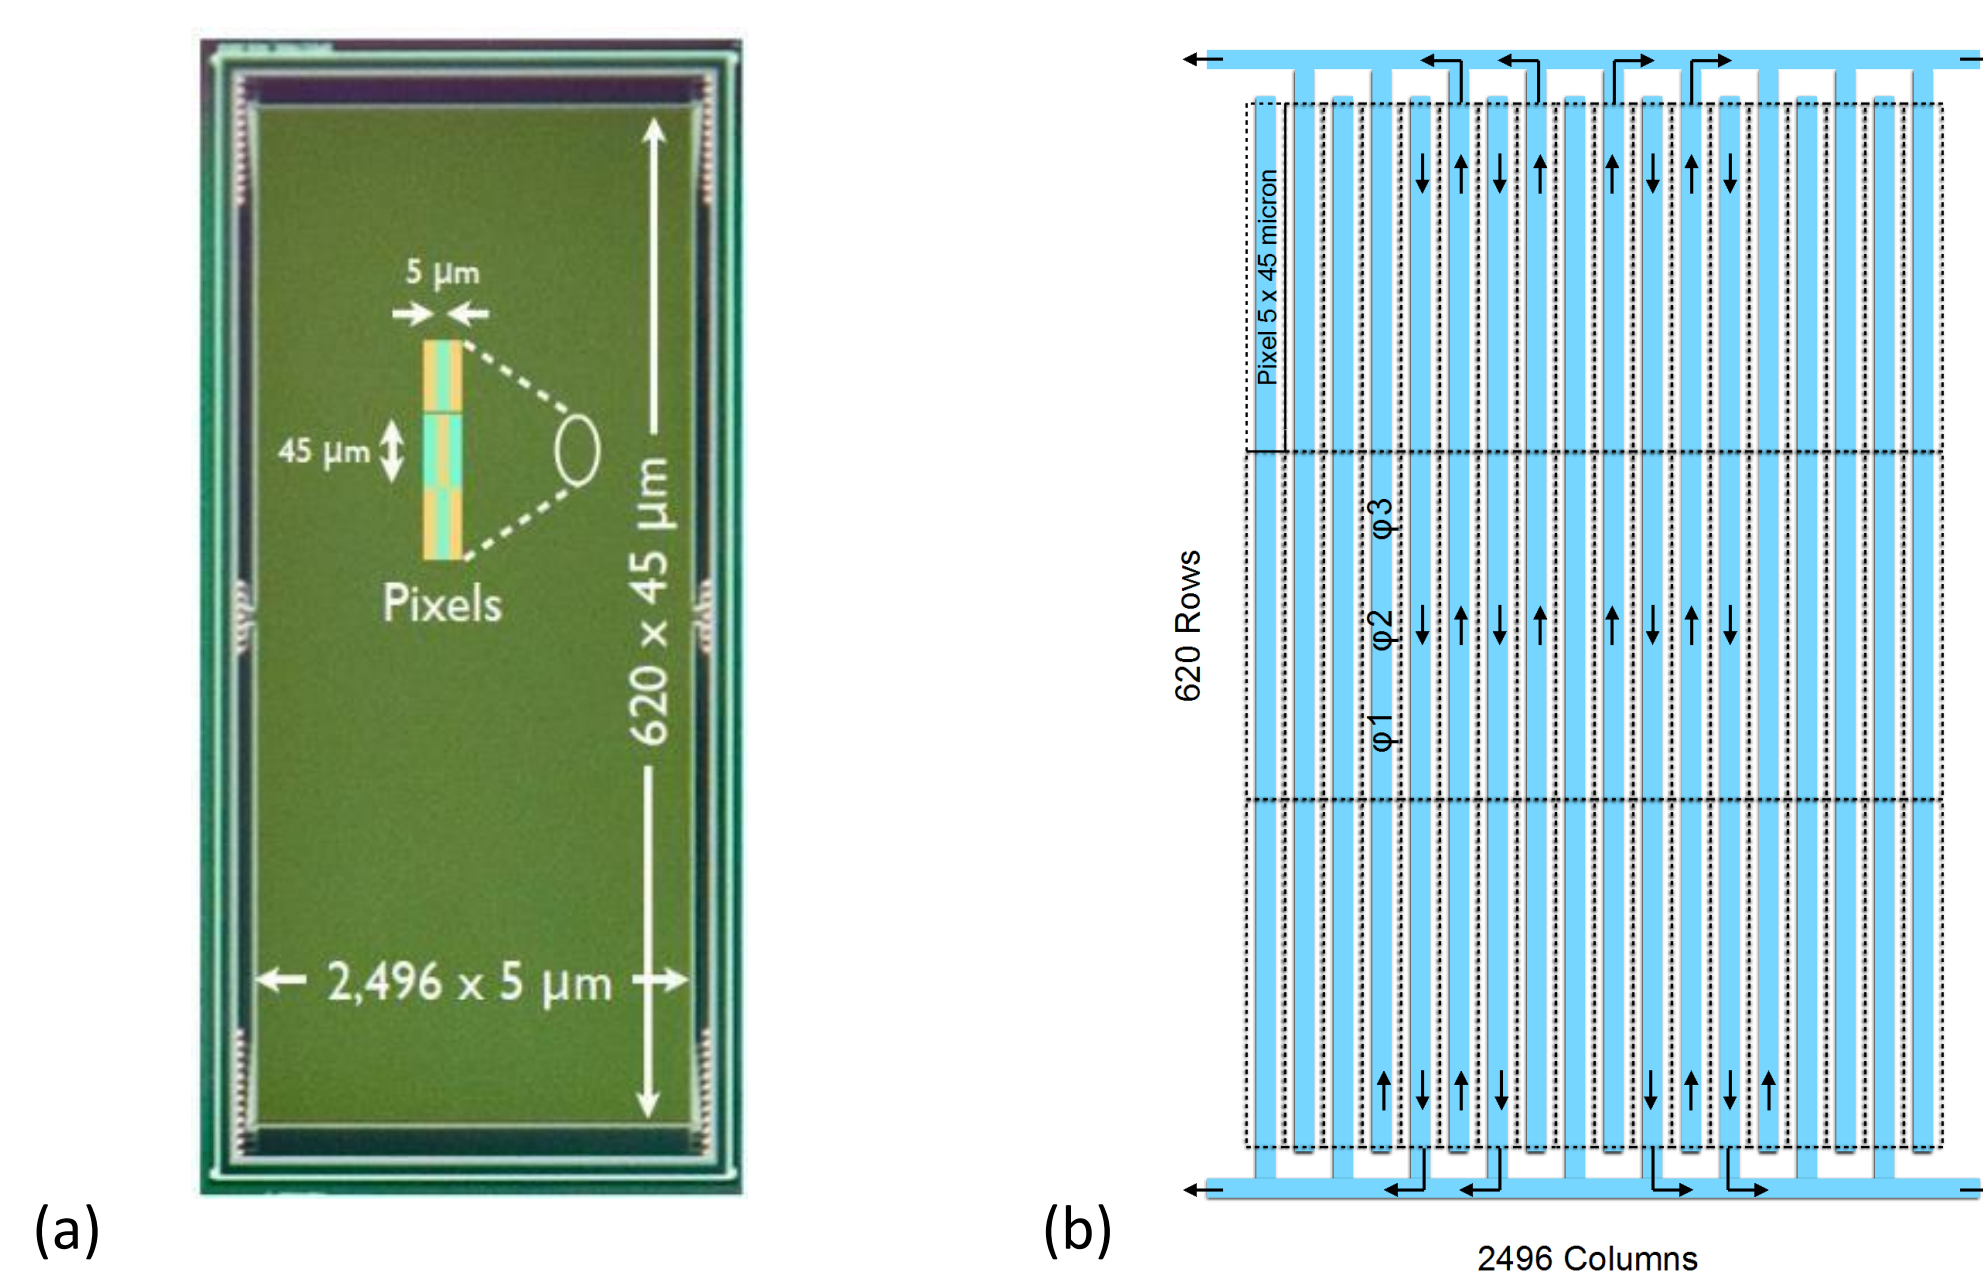 5 µm
45 µm
Pixels
620 x 45 µm
2,496 x 5 µm
(a)
Pixel 5 x 45 micron
φ3
φ2
φ1
620 Rows
2496 Columns
(b)